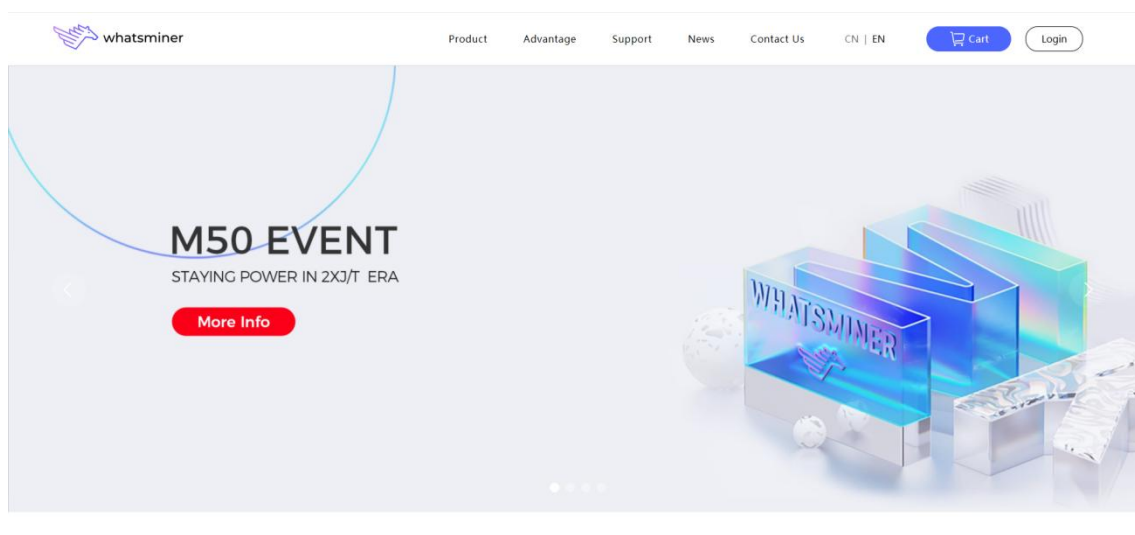 whatsminer
Product Advantage Support News Contact Us CN | EN Cart Login
M50 EVENT
STAYING POWER IN 2XJ/T ERA
More Info
WHATSMINER